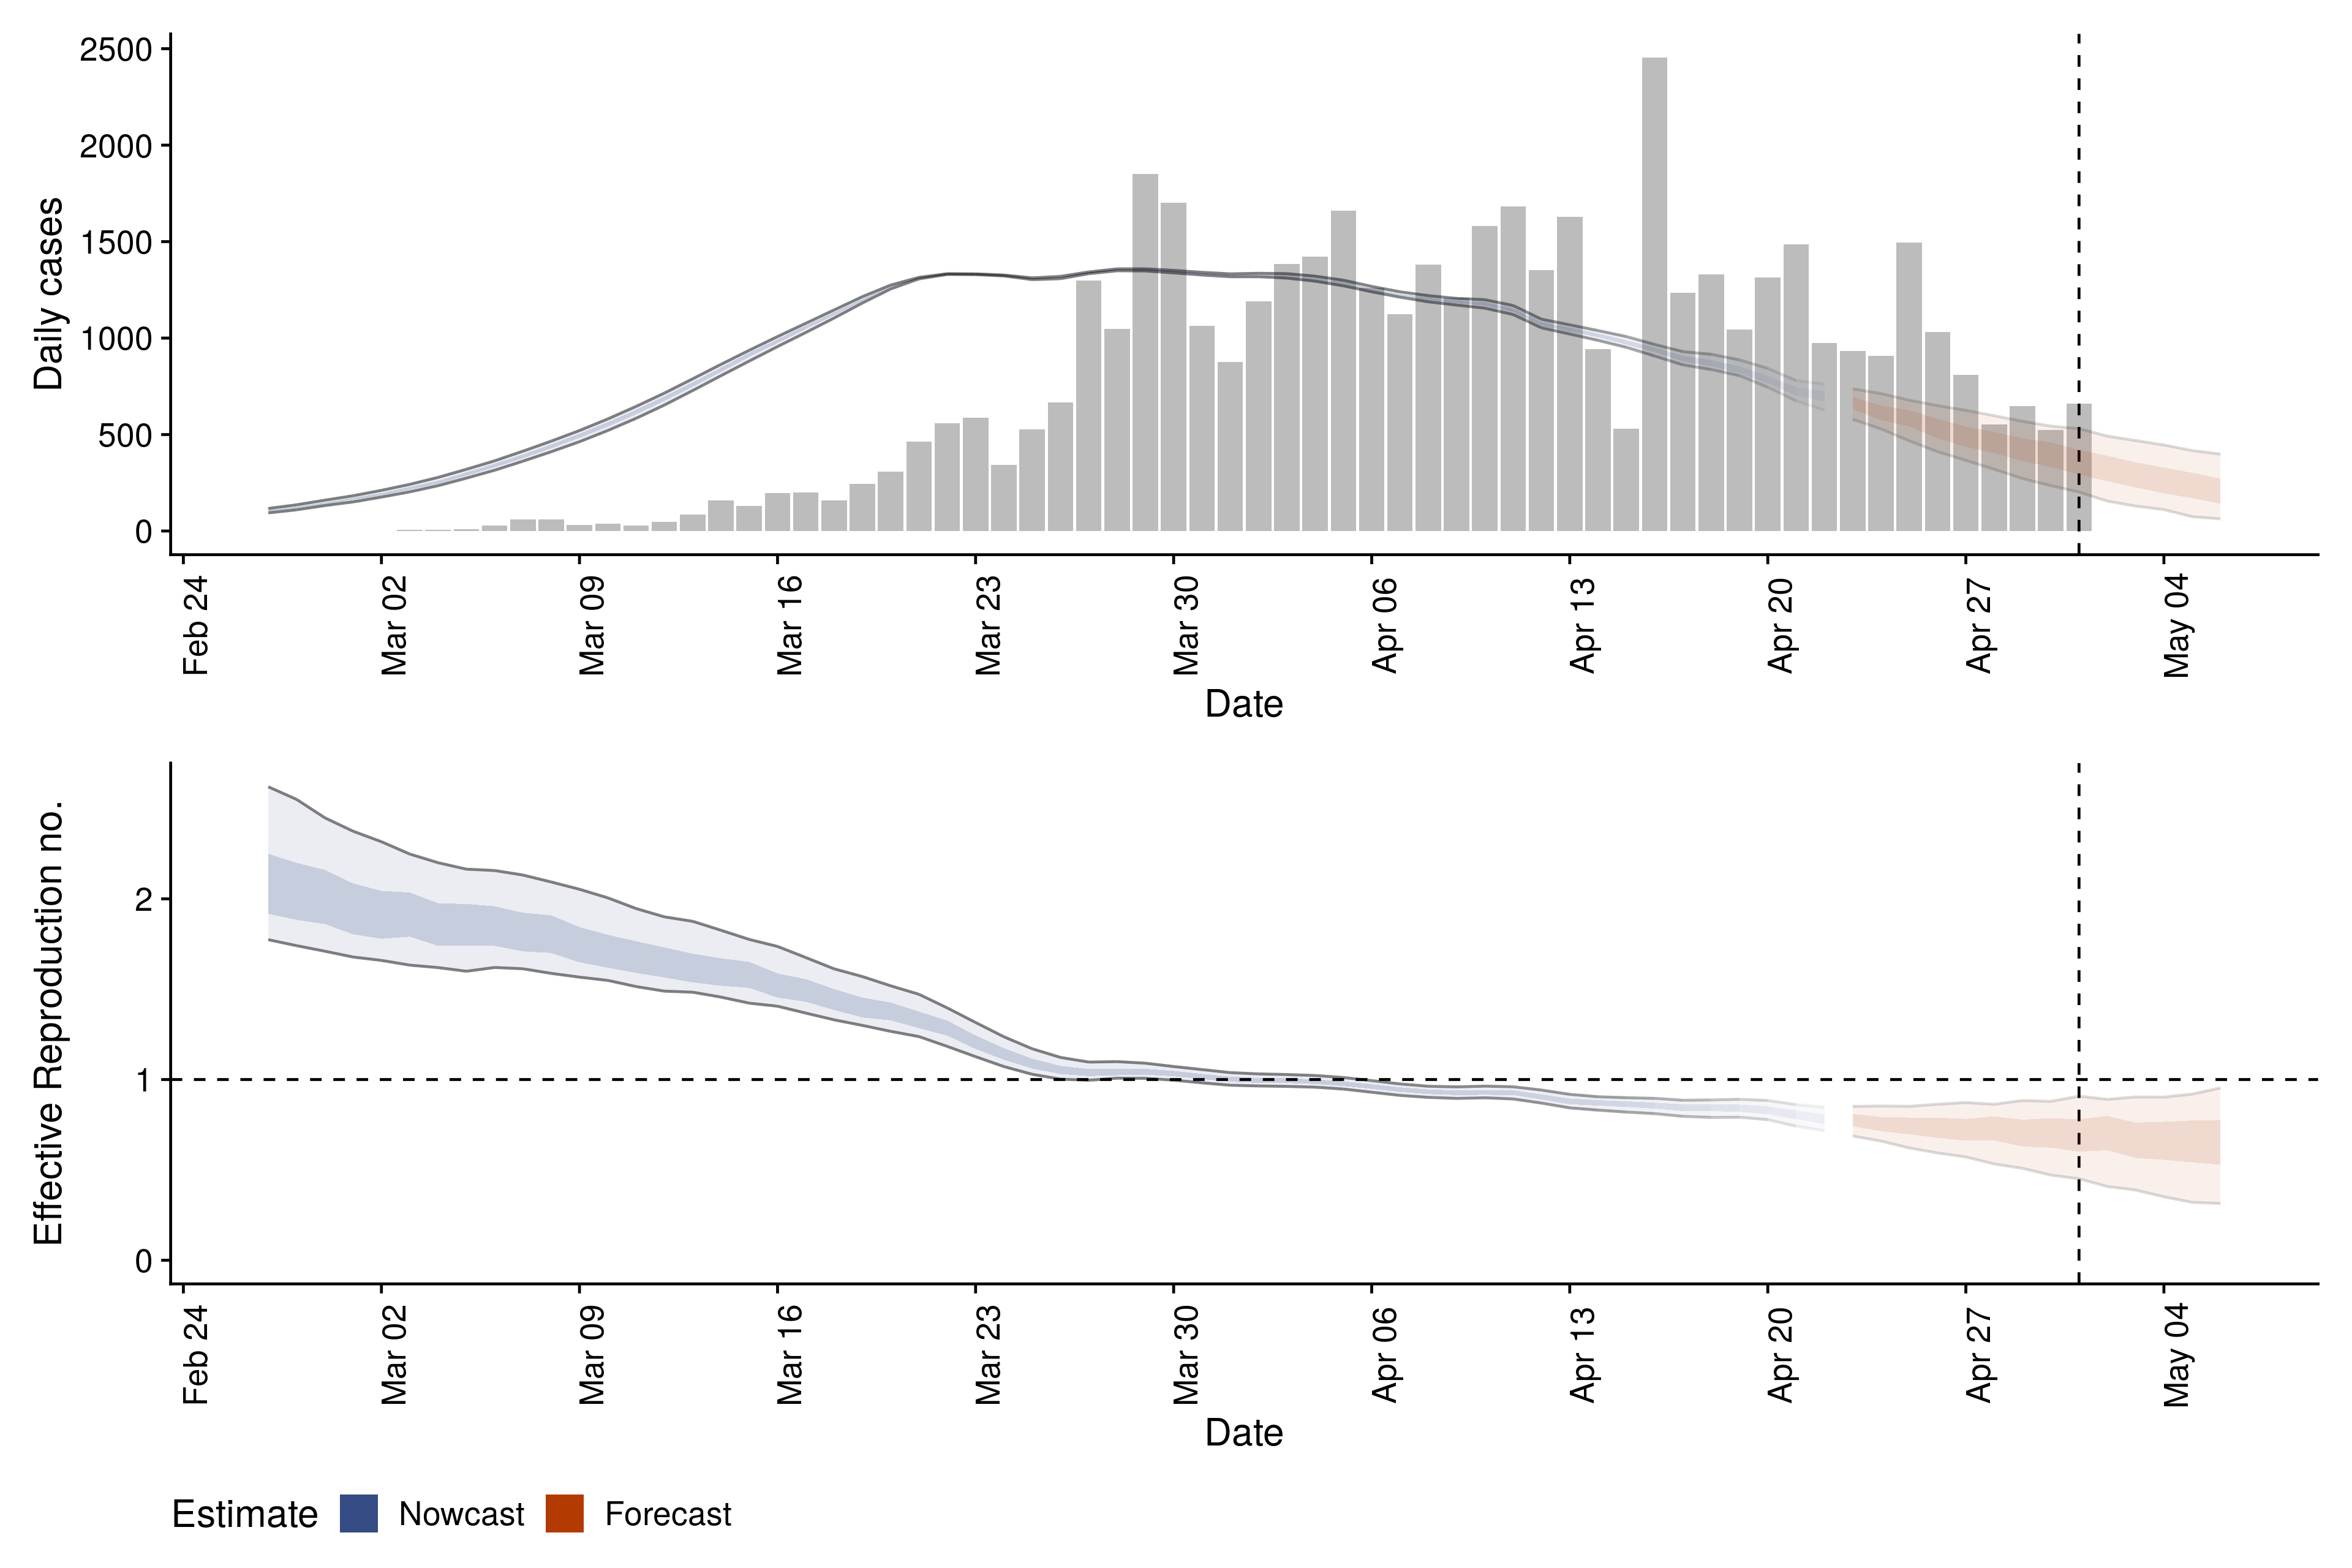 Daily cases
2500
2000
1500
1000
500
0
Feb 24
Mar 02
Mar 09
Mar 16
Mar 23
Mar 30
Apr 06
Apr 13
Apr 20
Apr 27
May 04
Date
Effective Reproduction no.
2
1
0
Feb 24
Mar 02
Mar 09
Mar 16
Mar 23
Mar 30
Apr 06
Apr 13
Apr 20
Apr 27
May 04
Date
Estimate Nowcast Forecast